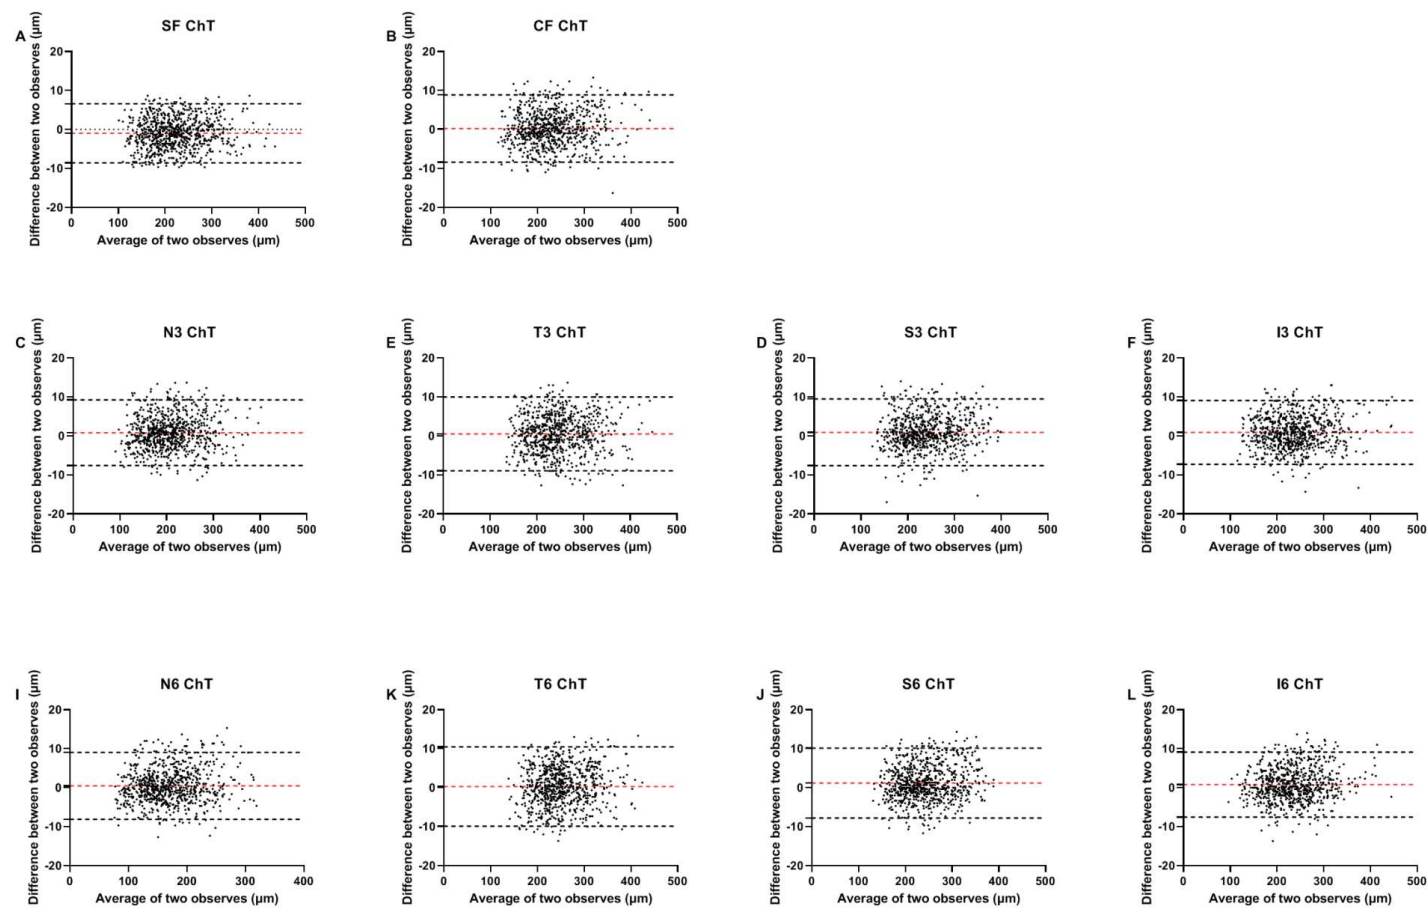 A
SF ChT
Difference between two observes (µm)
20
10
0
-10
-20
0 100 200 300 400 500
Average of two observes (µm)
B
CF ChT
Difference between two observes (µm)
20
10
0
-10
-20
0 100 200 300 400 500
Average of two observes (µm)
C
N3 ChT
Difference between two observes (µm)
20
10
0
-10
-20
0 100 200 300 400 500
Average of two observes (µm)
E
T3 ChT
Difference between two observes (µm)
20
10
0
-10
-20
0 100 200 300 400 500
Average of two observes (µm)
D
S3 ChT
Difference between two observes (µm)
20
10
0
-10
-20
0 100 200 300 400 500
Average of two observes (µm)
F
I3 ChT
Difference between two observes (µm)
20
10
0
-10
-20
0 100 200 300 400 500
Average of two observes (µm)
I
N6 ChT
Difference between two observes (µm)
20
10
0
-10
-20
0 100 200 300 400
Average of two observes (µm)
K
T6 ChT
Difference between two observes (µm)
20
10
0
-10
-20
0 100 200 300 400 500
Average of two observes (µm)
J
S6 ChT
Difference between two observes (µm)
20
10
0
-10
-20
0 100 200 300 400 500
Average of two observes (µm)
L
I6 ChT
Difference between two observes (µm)
20
10
0
-10
-20
0 100 200 300 400 500
Average of two observes (µm)